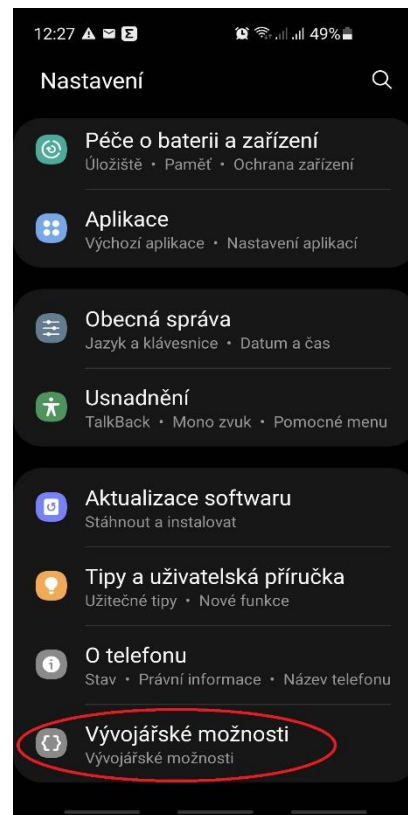 12:27 49%
Nastavení
Péče o baterii a zařízení
Úložiště • Paměť • Ochrana zařízení
Aplikace
Výchozí aplikace • Nastavení aplikací
Obecná správa
Jazyk a klávesnice • Datum a čas
Usnadnění
TalkBack • Mono zvuk • Pomocné menu
Aktualizace softwaru
Stáhnout a instalovat
Tipy a uživatelská příručka
Užitečné tipy • Nové funkce
O telefonu
Stav • Právní informace • Název telefonu
Vývojářské možnosti
Vývojářské možnosti